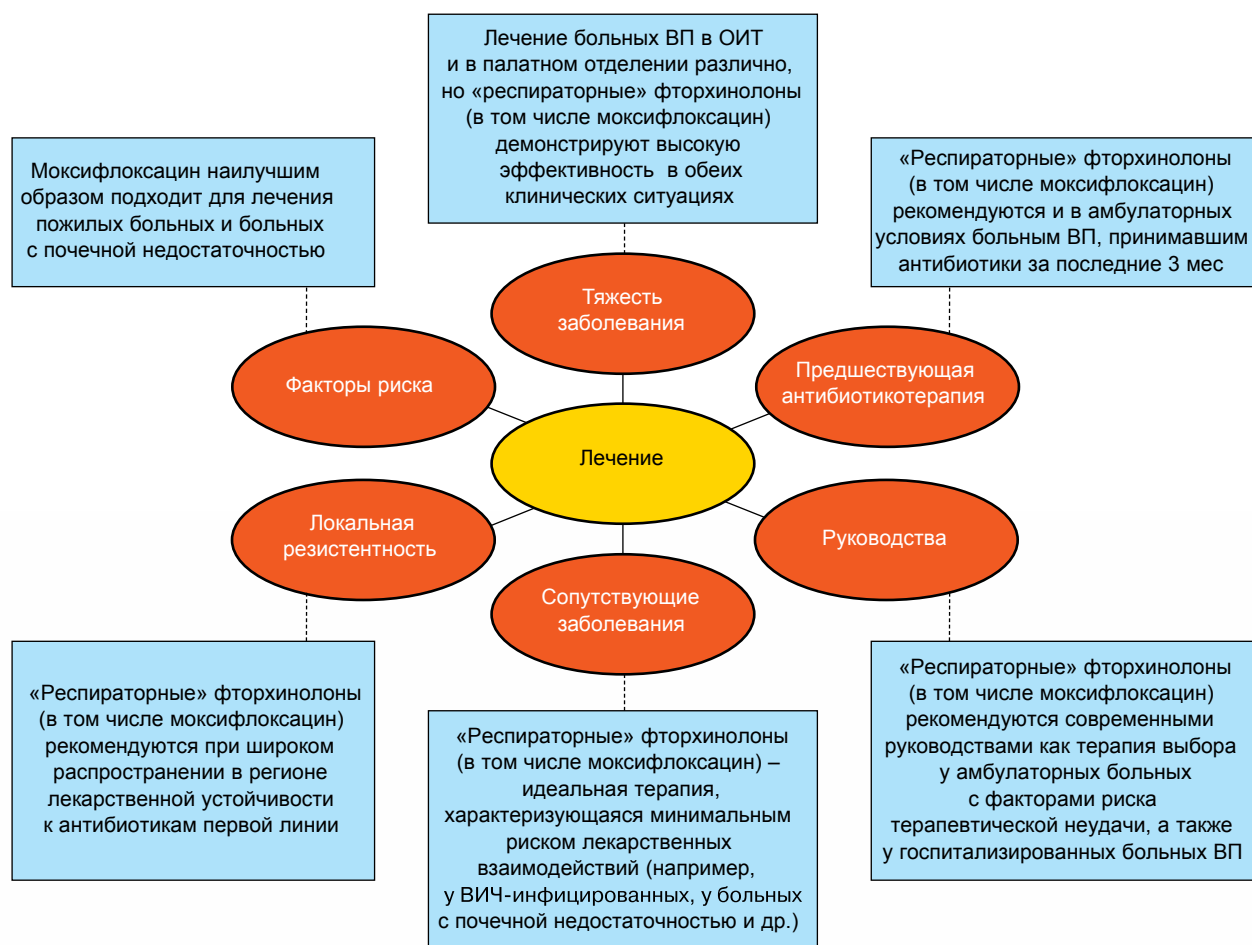 Лечение больных ВП в ОИТ
и в палатном отделении различно,
но «респираторные» фторхинолоны
(в том числе моксифлоксацин)
демонстрируют высокую
эффективность в обеих
клинических ситуациях
Моксифлоксацин наилучшим
образом подходит для лечения
пожилых больных и больных
с почечной недостаточностью
«Респираторные» фторхинолоны
(в том числе моксифлоксацин)
рекомендуются и в амбулаторных
условиях больным ВП, принимавшим
антибиотики за последние 3 мес
Тяжесть
заболевания
Факторы риска
Предшествующая
антибиотикотерапия
Лечение
Локальная
резистентность
Руководства
Сопутствующие
заболевания
«Респираторные» фторхинолоны
(в том числе моксифлоксацин)
рекомендуются при широком
распространении в регионе
лекарственной устойчивости
к антибиотикам первой линии
«Респираторные» фторхинолоны
(в том числе моксифлоксацин) –
идеальная терапия,
характеризующаяся минимальным
риском лекарственных
взаимодействий (например,
у ВИЧ-инфицированных, у больных
с почечной недостаточностью и др.)
«Респираторные» фторхинолоны
(в том числе моксифлоксацин)
рекомендуются современными
руководствами как терапия выбора
у амбулаторных больных
с факторами риска
терапевтической неудачи, а также
у госпитализированных больных ВП